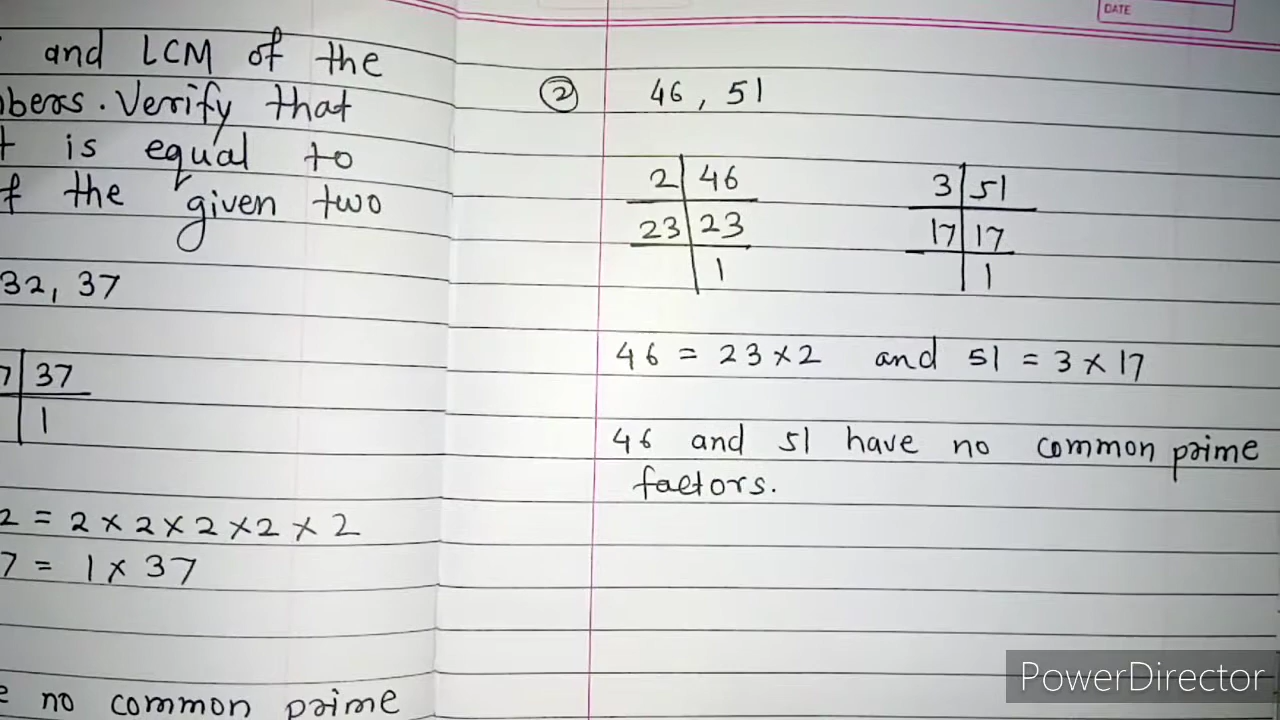 and LCM of the
Verify that
is equal to
the given two
32, 37
37
1
2 = 2 × 2 × 2 × 2 × 2
7 = 1 × 37
no common prime
DATE
② 46, 51
2 46
23 23
1
3 51
17 17
1
46 = 23 × 2 and 51 = 3 × 17
46 and 51 have no common prime
factors.
PowerDirector